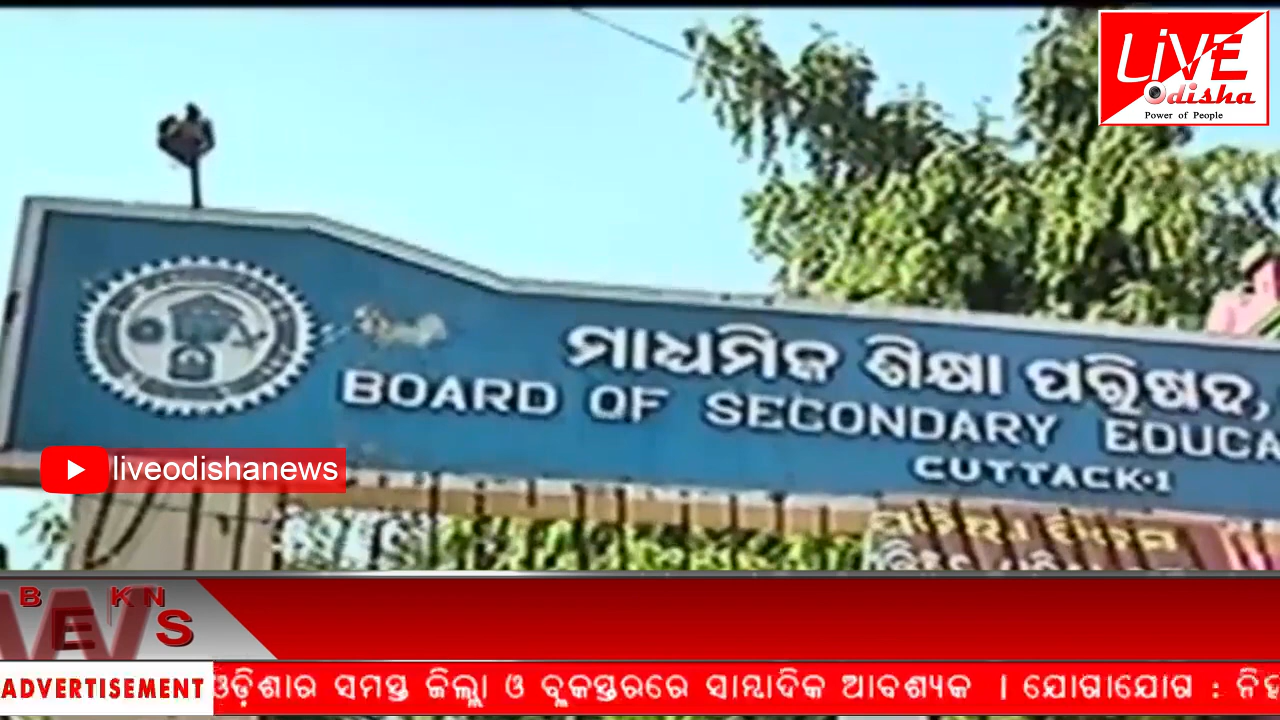 LiVE
Odisha
Power of People
ମାଧ୍ୟମିକ ଶିକ୍ଷା ପରିଷଦ,
BOARD OF SECONDARY EDUCA
CUTTACK-1
liveodishanews
ADVERTISEMENT
ଓଡ଼ିଶାର ସମସ୍ତ ଜିଲ୍ଲା ଓ ବ୍ଲକସ୍ତରରେ ସାମ୍ବାଦିକ ଆବଶ୍ୟକ । ଯୋଗାଯୋଗ :